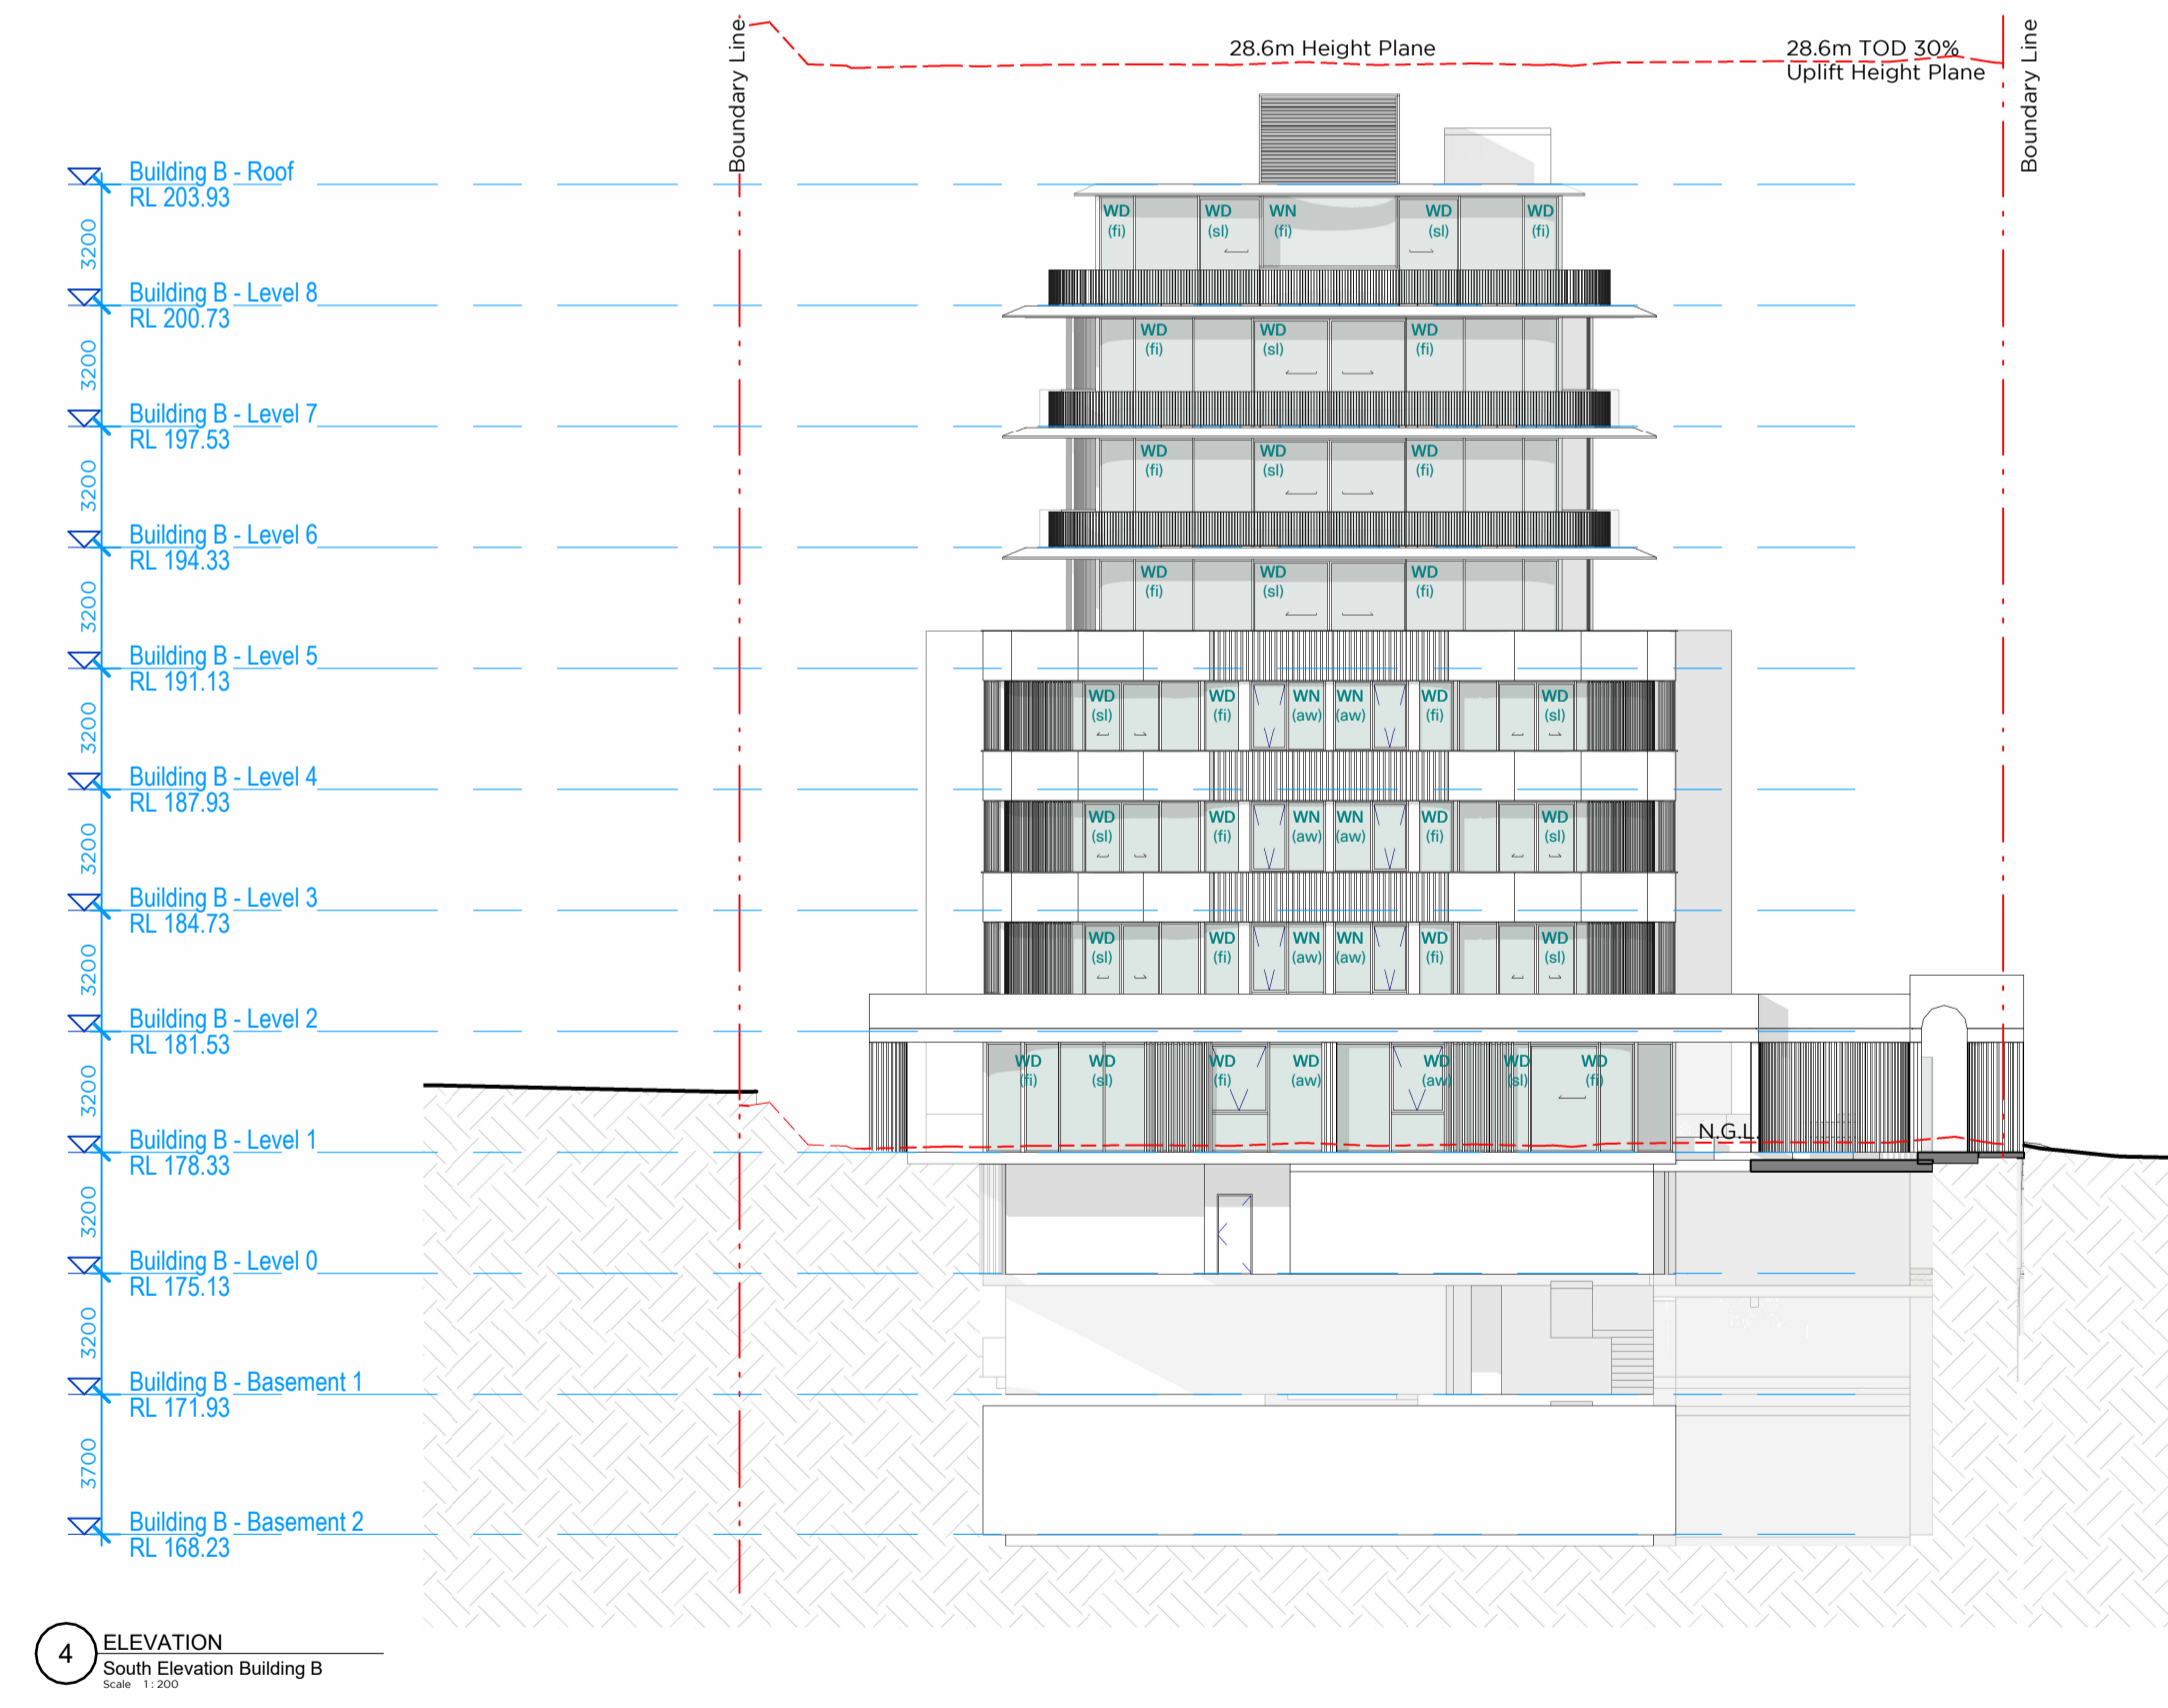 Boundary Line
28.6m Height Plane
28.6m TOD 30%
Uplift Height Plane
Boundary Line
Building B - Roof
RL 203.93
WD WD WN WD WD
(fi) (sl) (fi) (sl) (fi)
3200
Building B - Level 8
RL 200.73
WD WD WD
(fi) (sl) (fi)
3200
Building B - Level 7
RL 197.53
WD WD WD
(fi) (sl) (fi)
3200
Building B - Level 6
RL 194.33
WD WD WD
(fi) (sl) (fi)
3200
Building B - Level 5
RL 191.13
WD WD WN WN WD WD
(sl) (fi) (aw) (aw) (fi) (sl)
3200
Building B - Level 4
RL 187.93
WD WD WN WN WD WD
(sl) (fi) (aw) (aw) (fi) (sl)
3200
Building B - Level 3
RL 184.73
WD WD WN WN WD WD
(sl) (fi) (aw) (aw) (fi) (sl)
3200
Building B - Level 2
RL 181.53
WD WD WD WD WD WD WD
(fi) (sl) (fi) (aw) (aw) (sl) (fi)
3200
N.G.L.
Building B - Level 1
RL 178.33
3200
Building B - Level 0
RL 175.13
3200
Building B - Basement 1
RL 171.93
3700
Building B - Basement 2
RL 168.23
4
ELEVATION
South Elevation Building B
Scale 1 : 200